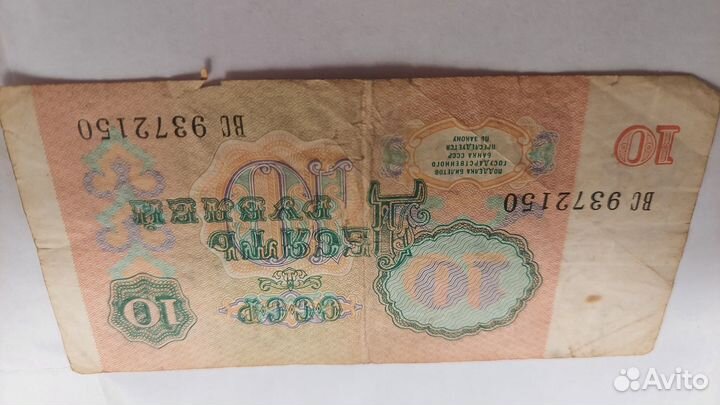 10
СССР
10
ДЕСЯТЬ
РУБЛЕЙ
10
ВС 9372150
ПОДДЕЛКА БИЛЕТОВ
ГОСУДАРСТВЕННОГО
БАНКА СССР
ПРЕСЛЕДУЕТСЯ
ПО ЗАКОНУ
ВС 9372150
10
Avito